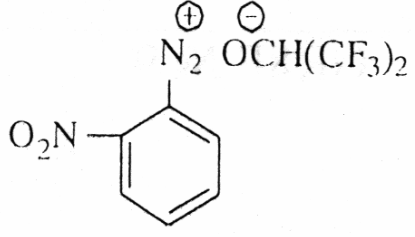 ⊕ ⊖
N₂ OCH(CF₃)₂
O₂N